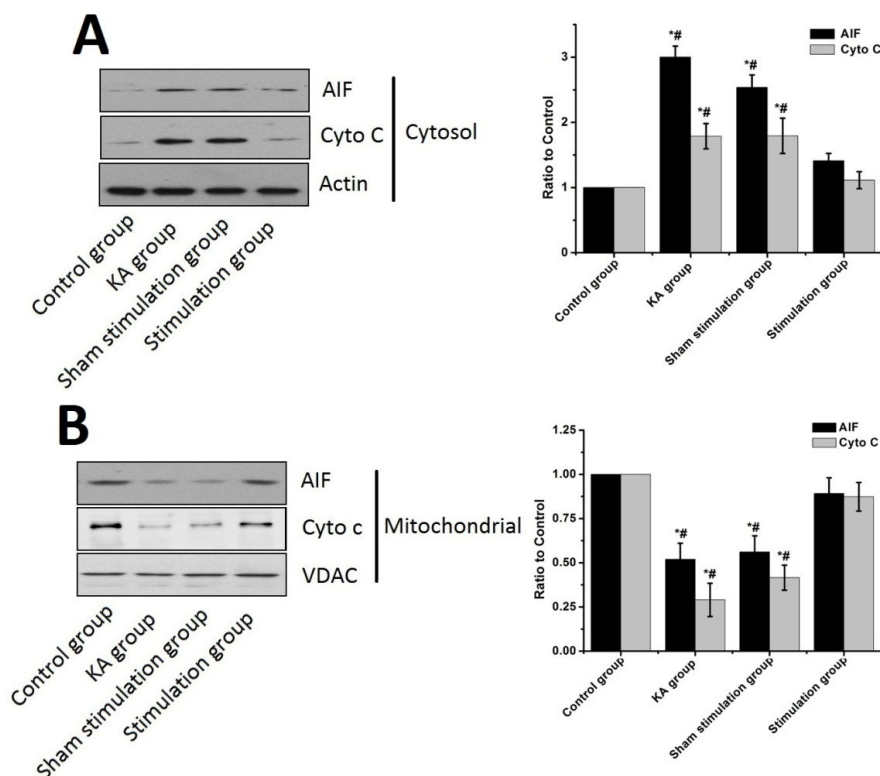 A
AIF
Cyto C
Actin
Cytosol
Control group
KA group
Sham stimulation group
Stimulation group
AIF
Cyto C
Ratio to Control
3
2
1
0
*#
*#
*#
*#
Control group
KA group
Sham stimulation group
Stimulation group
B
AIF
Cyto c
VDAC
Mitochondrial
Control group
KA group
Sham stimulation group
Stimulation group
AIF
Cyto C
Ratio to Control
1.25
1.00
0.75
0.50
0.25
0.00
*#
*#
*#
*#
Control group
KA group
Sham stimulation group
Stimulation group